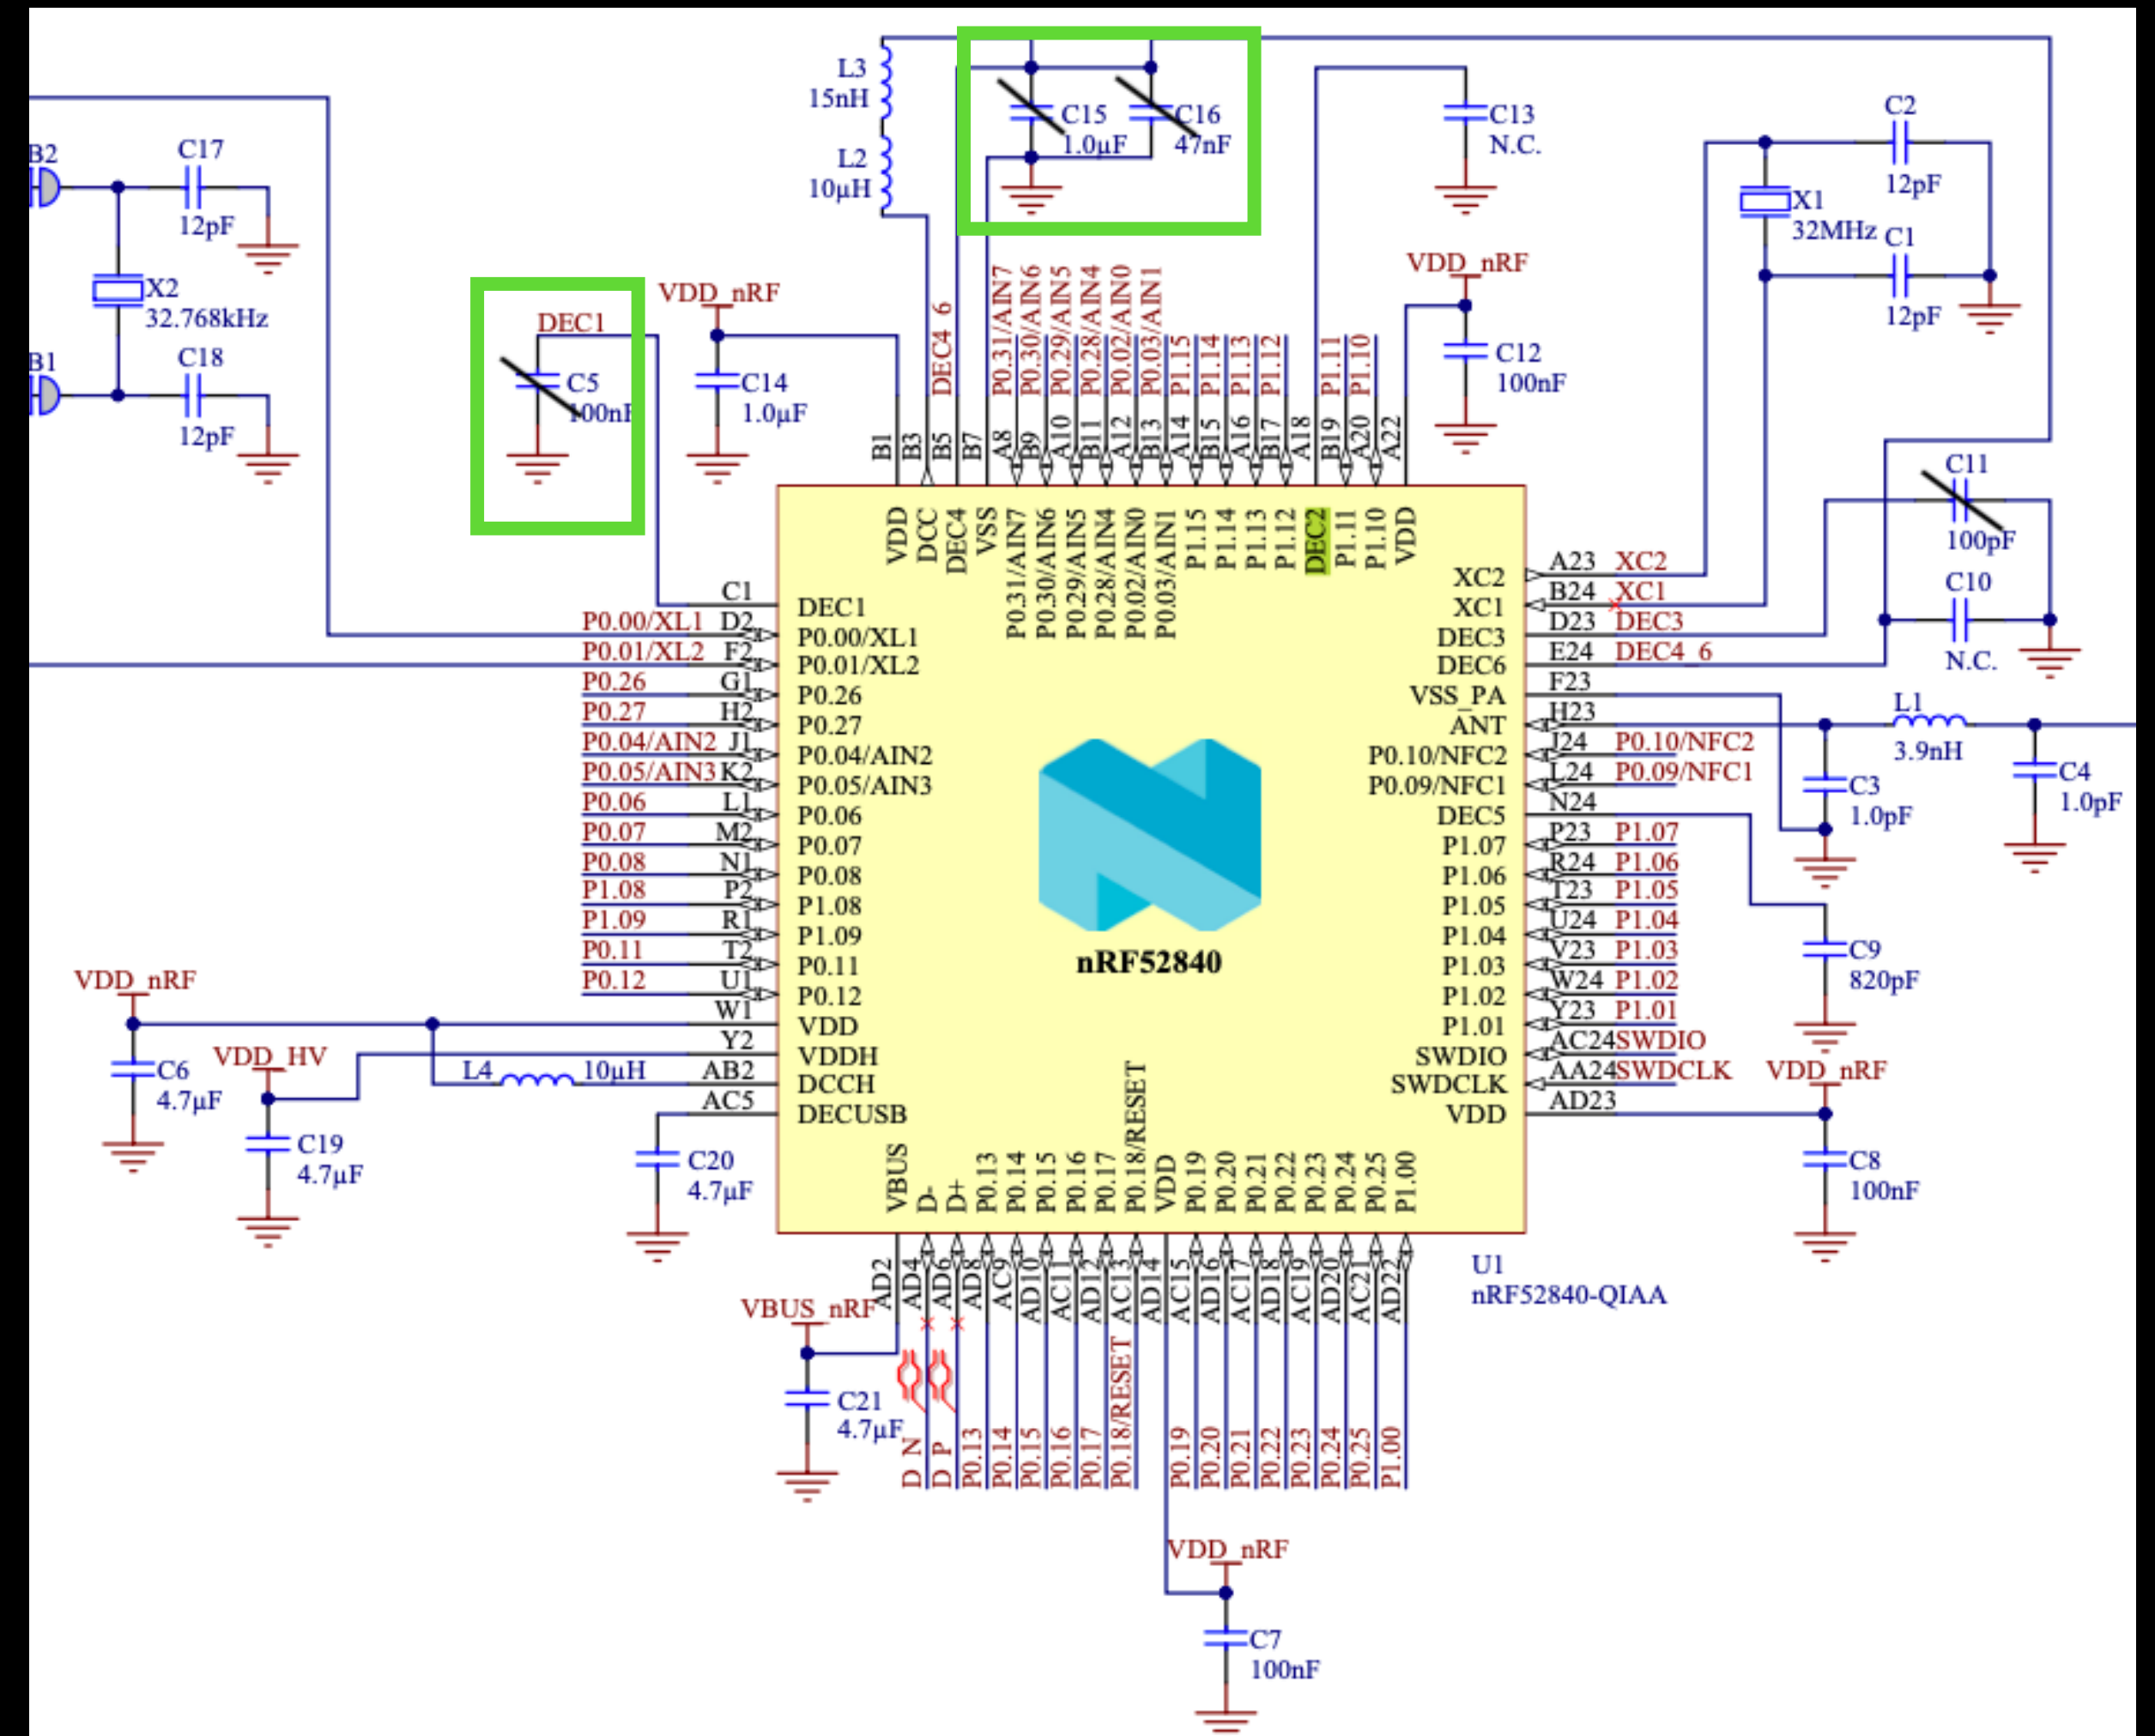 L3
15nH
L2
10µH
C15
1.0µF
C16
47nF
C13
N.C.
C2
12pF
X1
32MHz
C1
12pF
B2
C17
12pF
X2
32.768kHz
B1
C18
12pF
DEC1
C5
100nF
VDD_nRF
C14
1.0µF
VDD_nRF
C12
100nF
C11
100pF
C10
N.C.
DEC4_6
P0.31/AIN7
P0.30/AIN6
P0.29/AIN5
P0.28/AIN4
P0.02/AIN0
P0.03/AIN1
P1.15
P1.14
P1.13
P1.12
P1.11
P1.10
B1
B3
B5
B7
A8
B9
A10
B11
A12
B13
A14
B15
A16
B17
A18
B19
A20
A22
VDD
DCC
DEC4
VSS
P0.31/AIN7
P0.30/AIN6
P0.29/AIN5
P0.28/AIN4
P0.02/AIN0
P0.03/AIN1
P1.15
P1.14
P1.13
P1.12
DEC2
P1.11
P1.10
VDD
C1 DEC1
P0.00/XL1 D2 P0.00/XL1
P0.01/XL2 F2 P0.01/XL2
P0.26 G1 P0.26
P0.27 H2 P0.27
P0.04/AIN2 J1 P0.04/AIN2
P0.05/AIN3 K2 P0.05/AIN3
P0.06 L1 P0.06
P0.07 M2 P0.07
P0.08 N1 P0.08
P1.08 P2 P1.08
P1.09 R1 P1.09
P0.11 T2 P0.11
P0.12 U1 P0.12
W1 VDD
Y2 VDDH
AB2 DCCH
AC5 DECUSB
XC2 A23 XC2
XC1 B24 XC1
DEC3 D23 DEC3
DEC6 E24 DEC4_6
VSS_PA F23
ANT H23
P0.10/NFC2 J24 P0.10/NFC2
P0.09/NFC1 L24 P0.09/NFC1
DEC5 N24
P1.07 P23 P1.07
P1.06 R24 P1.06
P1.05 T23 P1.05
P1.04 U24 P1.04
P1.03 V23 P1.03
P1.02 W24 P1.02
P1.01 Y23 P1.01
SWDIO AC24 SWDIO
SWDCLK AA24 SWDCLK
VDD AD23
nRF52840
L1
3.9nH
C3
1.0pF
C4
1.0pF
C9
820pF
VDD_nRF
C8
100nF
VDD_nRF
C6
4.7µF
VDD_HV
C19
4.7µF
L4 10µH
C20
4.7µF
VBUS
D-
D+
P0.13
P0.14
P0.15
P0.16
P0.17
P0.18/RESET
VDD
P0.19
P0.20
P0.21
P0.22
P0.23
P0.24
P0.25
P1.00
AD2
AD4
AD6
AD8
AC9
AD10
AC11
AD12
AC13
AD14
AC15
AD16
AC17
AD18
AC19
AD20
AC21
AD22
U1
nRF52840-QIAA
VBUS_nRF
C21
4.7µF
D_N
D_P
P0.13
P0.14
P0.15
P0.16
P0.17
P0.18/RESET
P0.19
P0.20
P0.21
P0.22
P0.23
P0.24
P0.25
P1.00
VDD_nRF
C7
100nF